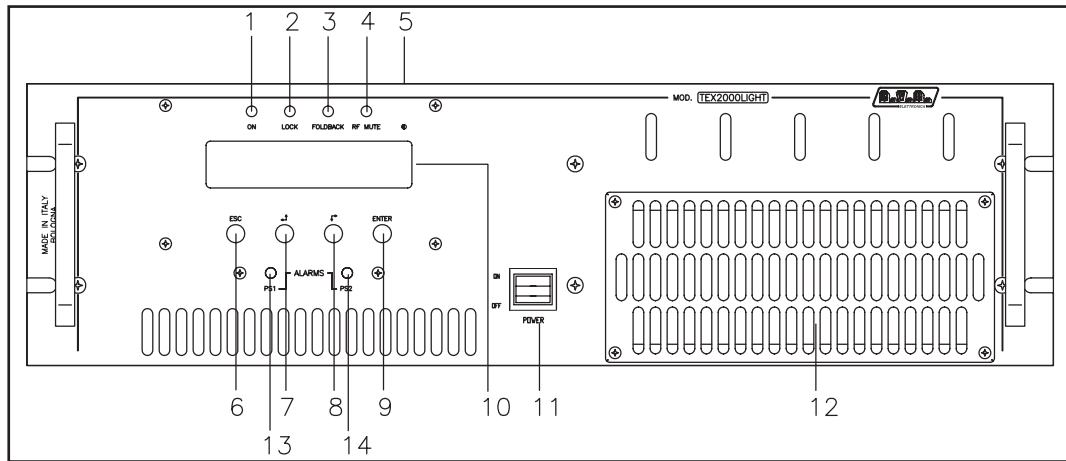 1 2 3 4 5
MOD. TEX2000LIGHT
R.V.R. ELETTRONICA
ON LOCK FOLDBACK RF MUTE
MADE IN ITALY
BOLOGNA
ESC ENTER
ALARMS
PS1 PS2
ON
OFF
POWER
6 7 8 9 10 11 12
13 14